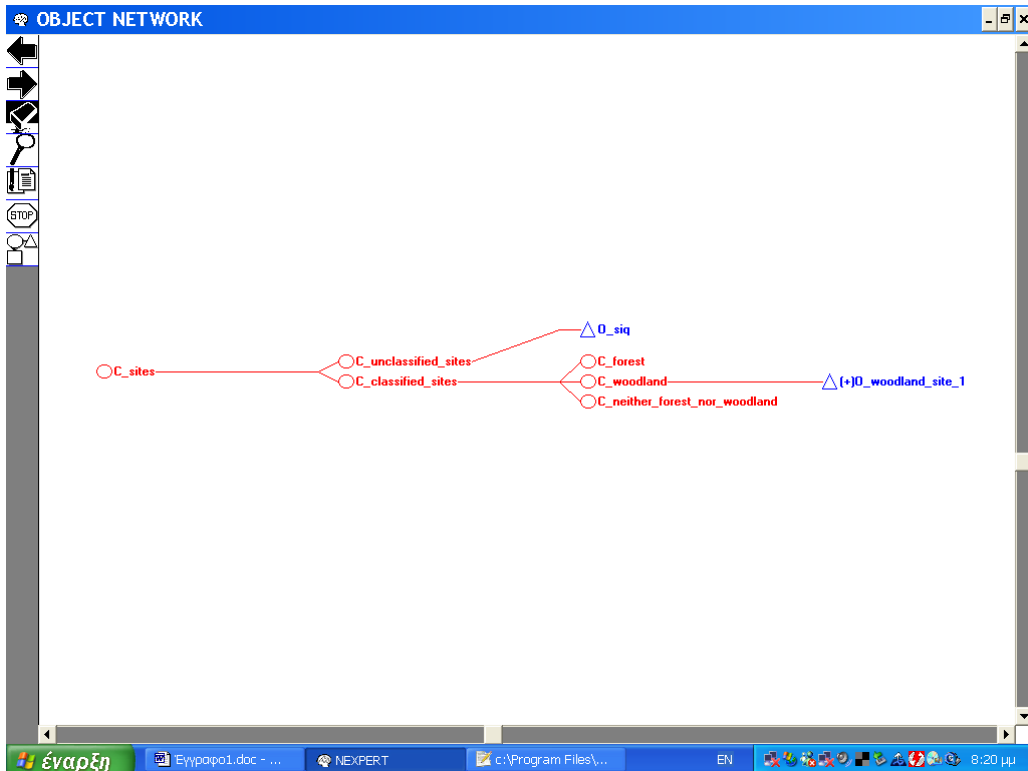 OBJECT NETWORK
STOP
O_siq
C_unclassified_sites
C_forest
C_sites
C_classified_sites
C_woodland
(+)O_woodland_site_1
C_neither_forest_nor_woodland
έναρξη
Έγγραφο1.doc - ...
NEXPERT
c:\Program Files\...
EN
8:20 μμ